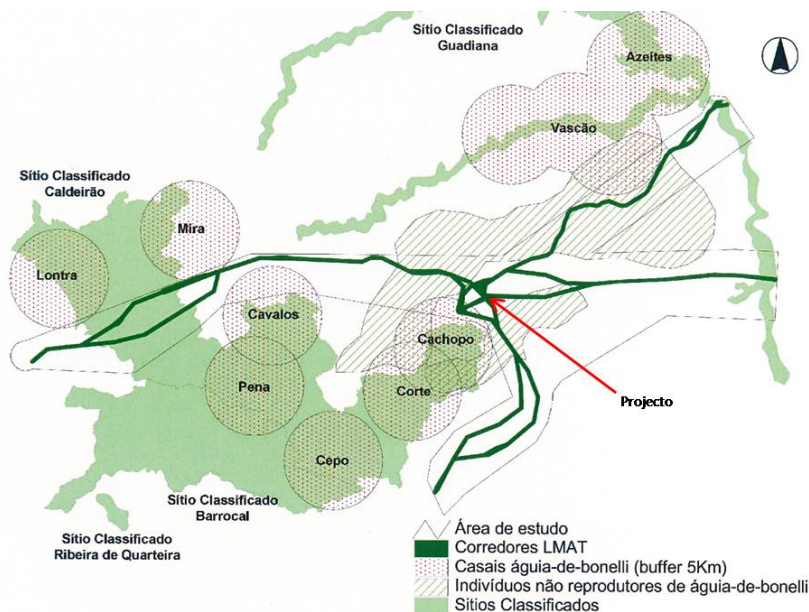 Sítio Classificado
Guadiana
Azeites
Vascão
Sítio Classificado
Caldeirão
Mira
Lontra
Cavalos
Cachopo
Pena
Corte
Projecto
Cepo
Sítio Classificado
Barrocal
Sítio Classificado
Ribeira de Quarteira
Área de estudo
Corredores LMAT
Casais águia-de-bonelli (buffer 5Km)
Indivíduos não reprodutores de águia-de-bonelli
Sitios Classificados